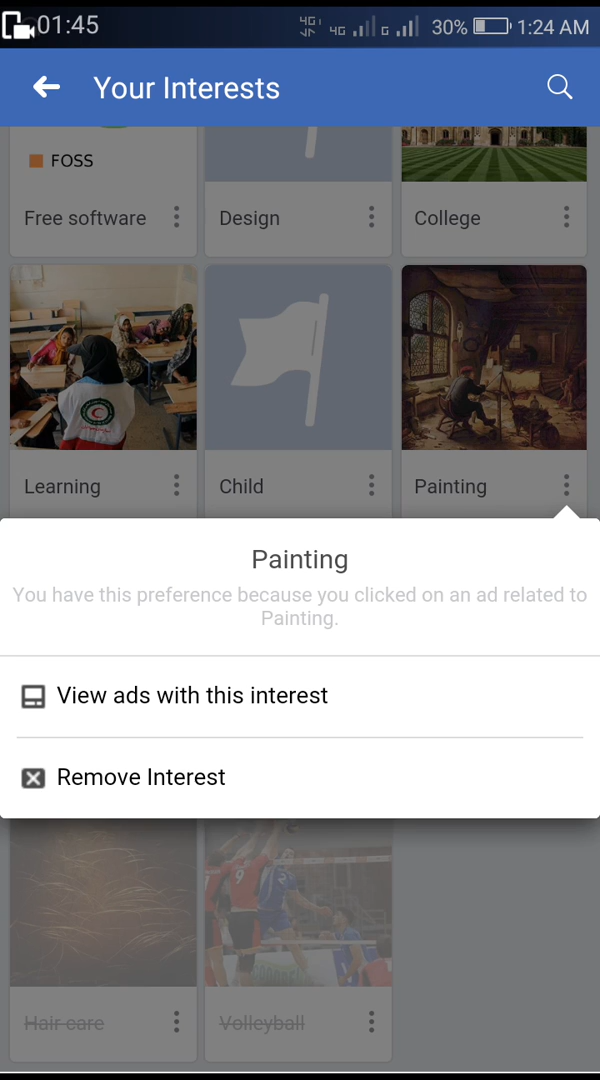 01:45
4G 4G G 30% 1:24 AM
Your Interests
FOSS
Free software
Design
College
Learning
Child
Painting
Painting
You have this preference because you clicked on an ad related to
Painting.
View ads with this interest
Remove Interest
9
2
Hair care
Volleyball